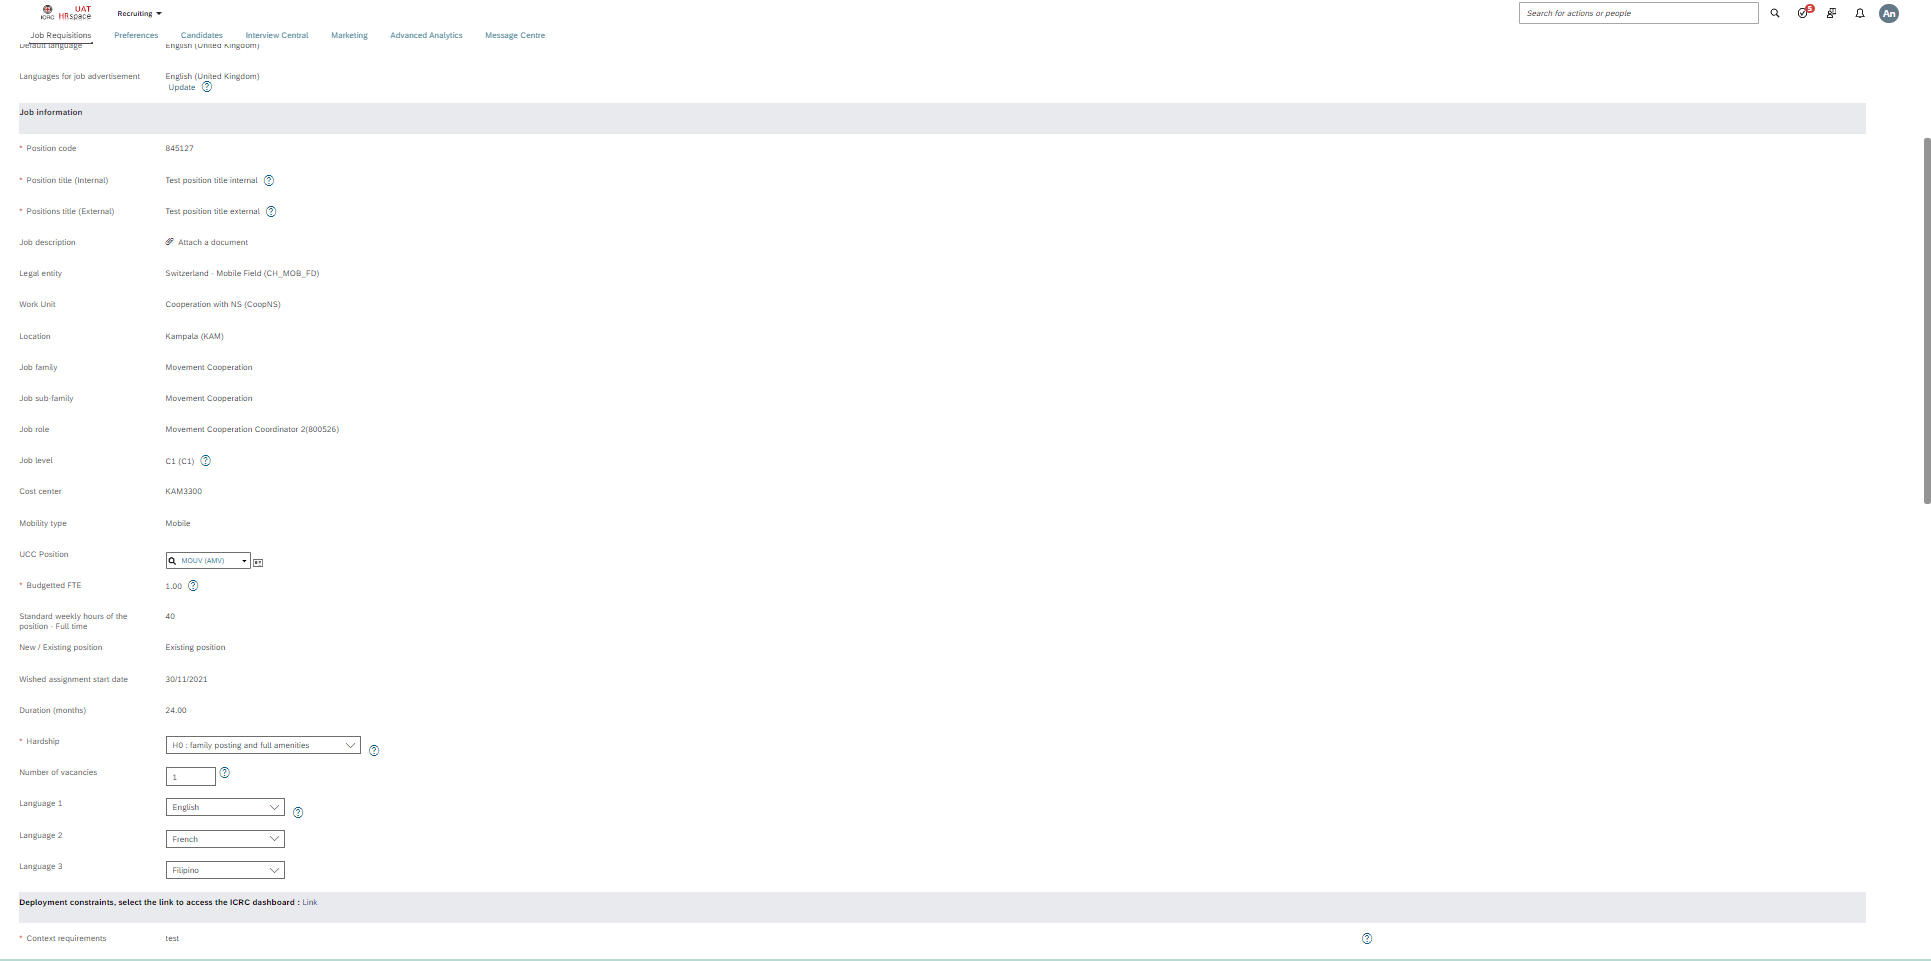 ICRC UAT HRspace Recruiting Search for actions or people 5 An
Job Requisitions Preferences Candidates Interview Central Marketing Advanced Analytics Message Centre
Default language English (United Kingdom)
Languages for job advertisement English (United Kingdom)
Update
Job information
* Position code 845127
* Position title (Internal) Test position title internal
* Positions title (External) Test position title external
Job description Attach a document
Legal entity Switzerland - Mobile Field (CH_MOB_FD)
Work Unit Cooperation with NS (CoopNS)
Location Kampala (KAM)
Job family Movement Cooperation
Job sub-family Movement Cooperation
Job role Movement Cooperation Coordinator 2(800526)
Job level C1 (C1)
Cost center KAM3300
Mobility type Mobile
UCC Position MOUV (AMV)
* Budgetted FTE 1.00
Standard weekly hours of the 40
position - Full time
New / Existing position Existing position
Wished assignment start date 30/11/2021
Duration (months) 24.00
* Hardship H0 : family posting and full amenities
Number of vacancies 1
Language 1 English
Language 2 French
Language 3 Filipino
Deployment constraints, select the link to access the ICRC dashboard : Link
* Context requirements test